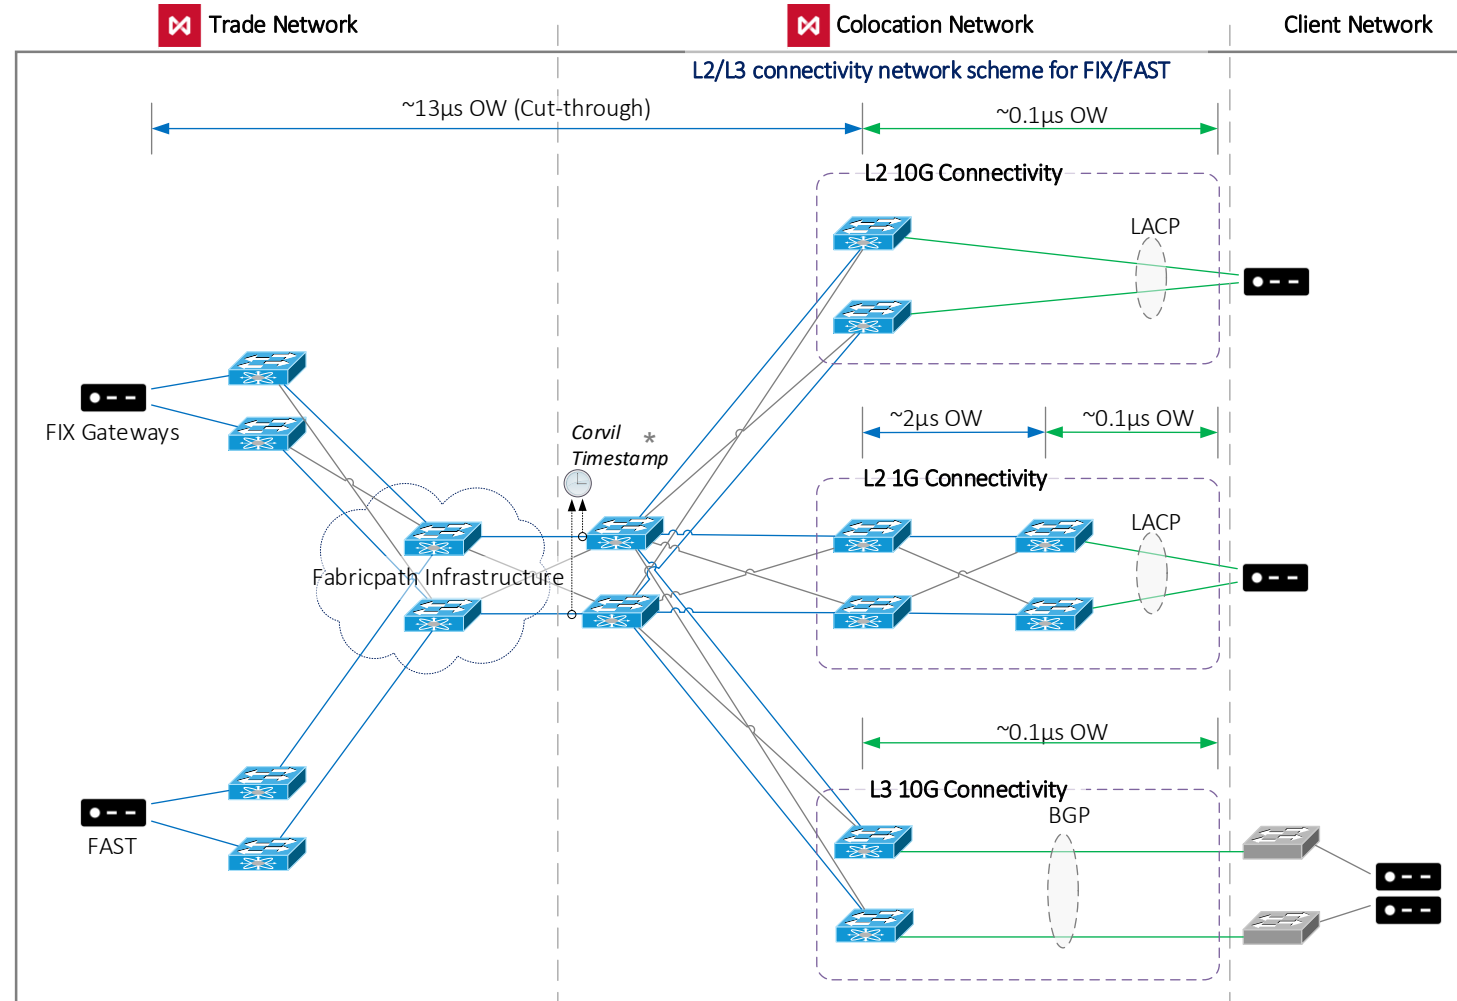 Trade Network
Colocation Network
Client Network
L2/L3 connectivity network scheme for FIX/FAST
~13μs OW (Cut-through)
~0.1μs OW
L2 10G Connectivity
LACP
FIX Gateways
Corvil *
Timestamp
~2μs OW
~0.1μs OW
L2 1G Connectivity
LACP
Fabricpath Infrastructure
~0.1μs OW
L3 10G Connectivity
BGP
FAST